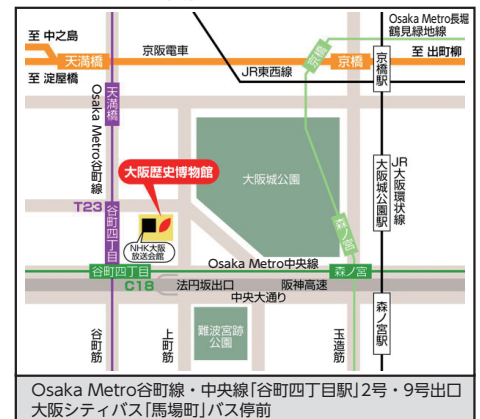 Osaka Metro長堀
鶴見緑地線
至 中之島
京阪電車
至 出町柳
天満橋
京橋
京橋
京橋駅
至 淀屋橋
JR東西線
天満橋
Osaka Metro谷町線
大阪歴史博物館
大阪城公園
大阪城公園駅
JR大阪環状線
T23
谷町四丁目
NHK大阪
放送会館
森ノ宮
Osaka Metro中央線
谷町四丁目
森ノ宮
C18
法円坂出口
阪神高速
中央大通り
森ノ宮駅
谷町筋
上町筋
難波宮跡
公園
玉造筋
Osaka Metro谷町線・中央線「谷町四丁目駅」2号・9号出口
大阪シティバス「馬場町」バス停前